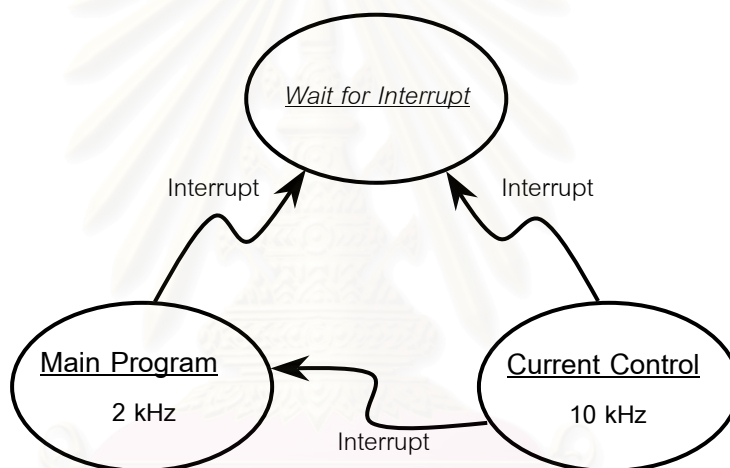 Wait for Interrupt
Interrupt
Interrupt
Main Program
2 kHz
Current Control
10 kHz
Interrupt